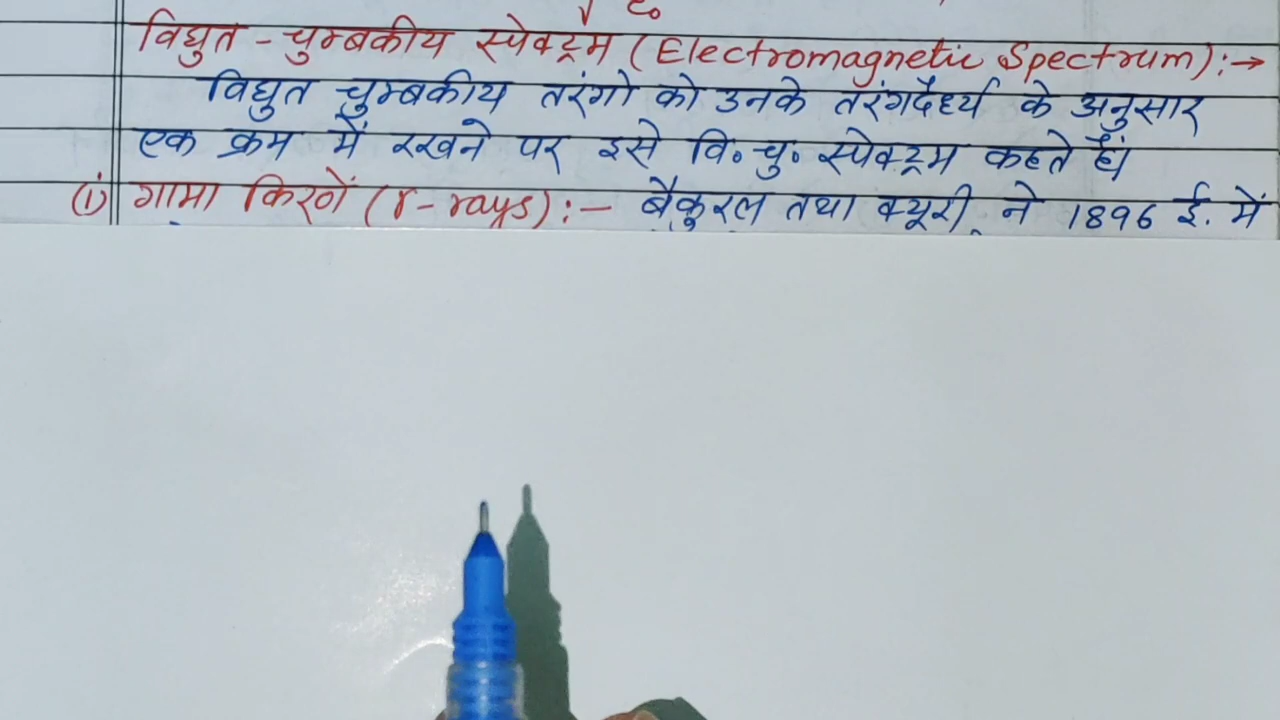 विद्युत - चुम्बकीय स्पेक्ट्रम (Electromagnetic Spectrum) :→
विद्युत चुम्बकीय तरंगो को उनके तरंगदैर्ध्य के अनुसार
एक क्रम में रखने पर इसे वि॰ चु॰ स्पेक्ट्रम कहते हैं
(i) गामा किरणें (γ-rays) :— बैकुरल तथा क्यूरी ने 1896 ई. में